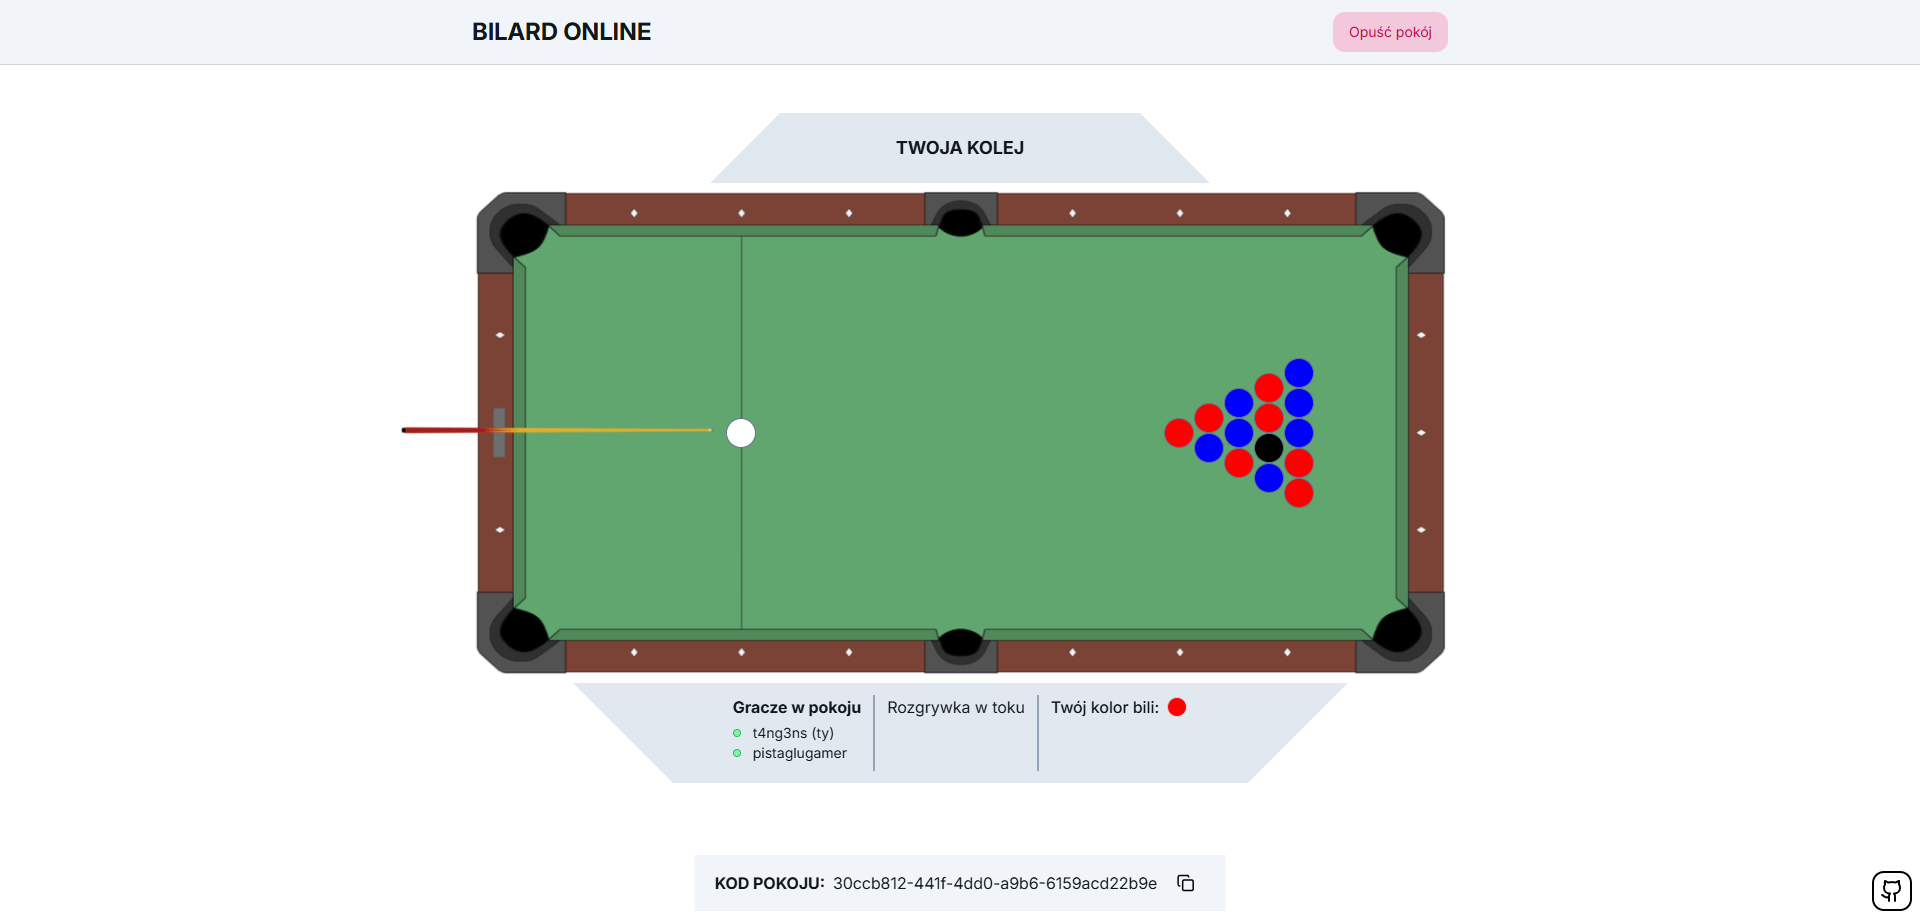 BILARD ONLINE
Opuść pokój
TWOJA KOLEJ
Gracze w pokoju
t4ng3ns (ty)
pistaglugamer
Rozgrywka w toku
Twój kolor bili:
KOD POKOJU: 30ccb812-441f-4dd0-a9b6-6159acd22b9e